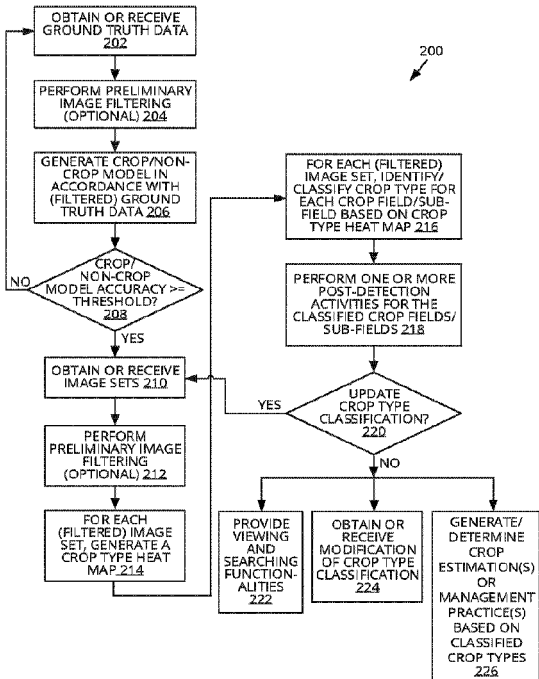 OBTAIN OR RECEIVE
GROUND TRUTH DATA
202
PERFORM PRELIMINARY
IMAGE FILTERING
(OPTIONAL) 204
GENERATE CROP/NON-
CROP MODEL IN
ACCORDANCE WITH
(FILTERED) GROUND
TRUTH DATA 206
CROP/
NON-CROP
MODEL ACCURACY >=
THRESHOLD?
208
NO
YES
OBTAIN OR RECEIVE
IMAGE SETS 210
PERFORM
PRELIMINARY IMAGE
FILTERING
(OPTIONAL) 212
FOR EACH
(FILTERED) IMAGE
SET, GENERATE A
CROP TYPE HEAT
MAP 214
200
FOR EACH (FILTERED)
IMAGE SET, IDENTIFY/
CLASSIFY CROP TYPE FOR
EACH CROP FIELD/SUB-
FIELD BASED ON CROP
TYPE HEAT MAP 216
PERFORM ONE OR MORE
POST-DETECTION
ACTIVITIES FOR THE
CLASSIFIED CROP FIELDS/
SUB-FIELDS 218
UPDATE
CROP TYPE
CLASSIFICATION?
220
YES
NO
PROVIDE
VIEWING
AND
SEARCHING
FUNCTION-
ALITIES
222
OBTAIN OR
RECEIVE
MODIFICATION
OF CROP TYPE
CLASSIFICATION
224
GENERATE/
DETERMINE CROP
ESTIMATION(S)
OR
MANAGEMENT
PRACTICE(S)
BASED ON
CLASSIFIED
CROP TYPES
226